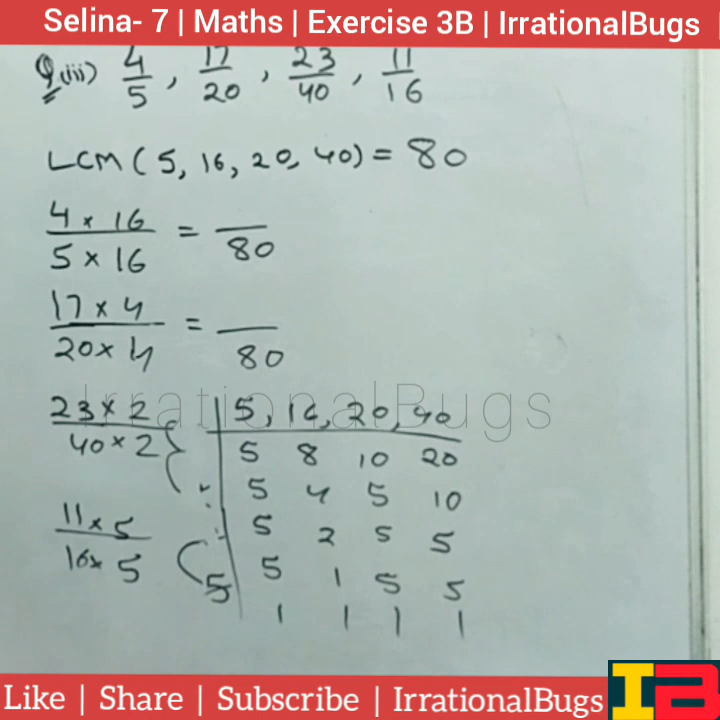 Selina- 7 | Maths | Exercise 3B | IrrationalBugs
Q(iii) 4/5 , 17/20 , 23/40 , 11/16
LCM (5, 16, 20, 40) = 80
4 × 16 / 5 × 16 = /80
17 × 4 / 20 × 4 = /80
23 × 2 / 40 × 2
11 × 5 / 16 × 5
IrrationalBugs
5, 16, 20, 40
5 8 10 20
5 4 5 10
5 2 5 5
5 5 1 5 5
1 1 1 1
Like | Share | Subscribe | IrrationalBugs
IB